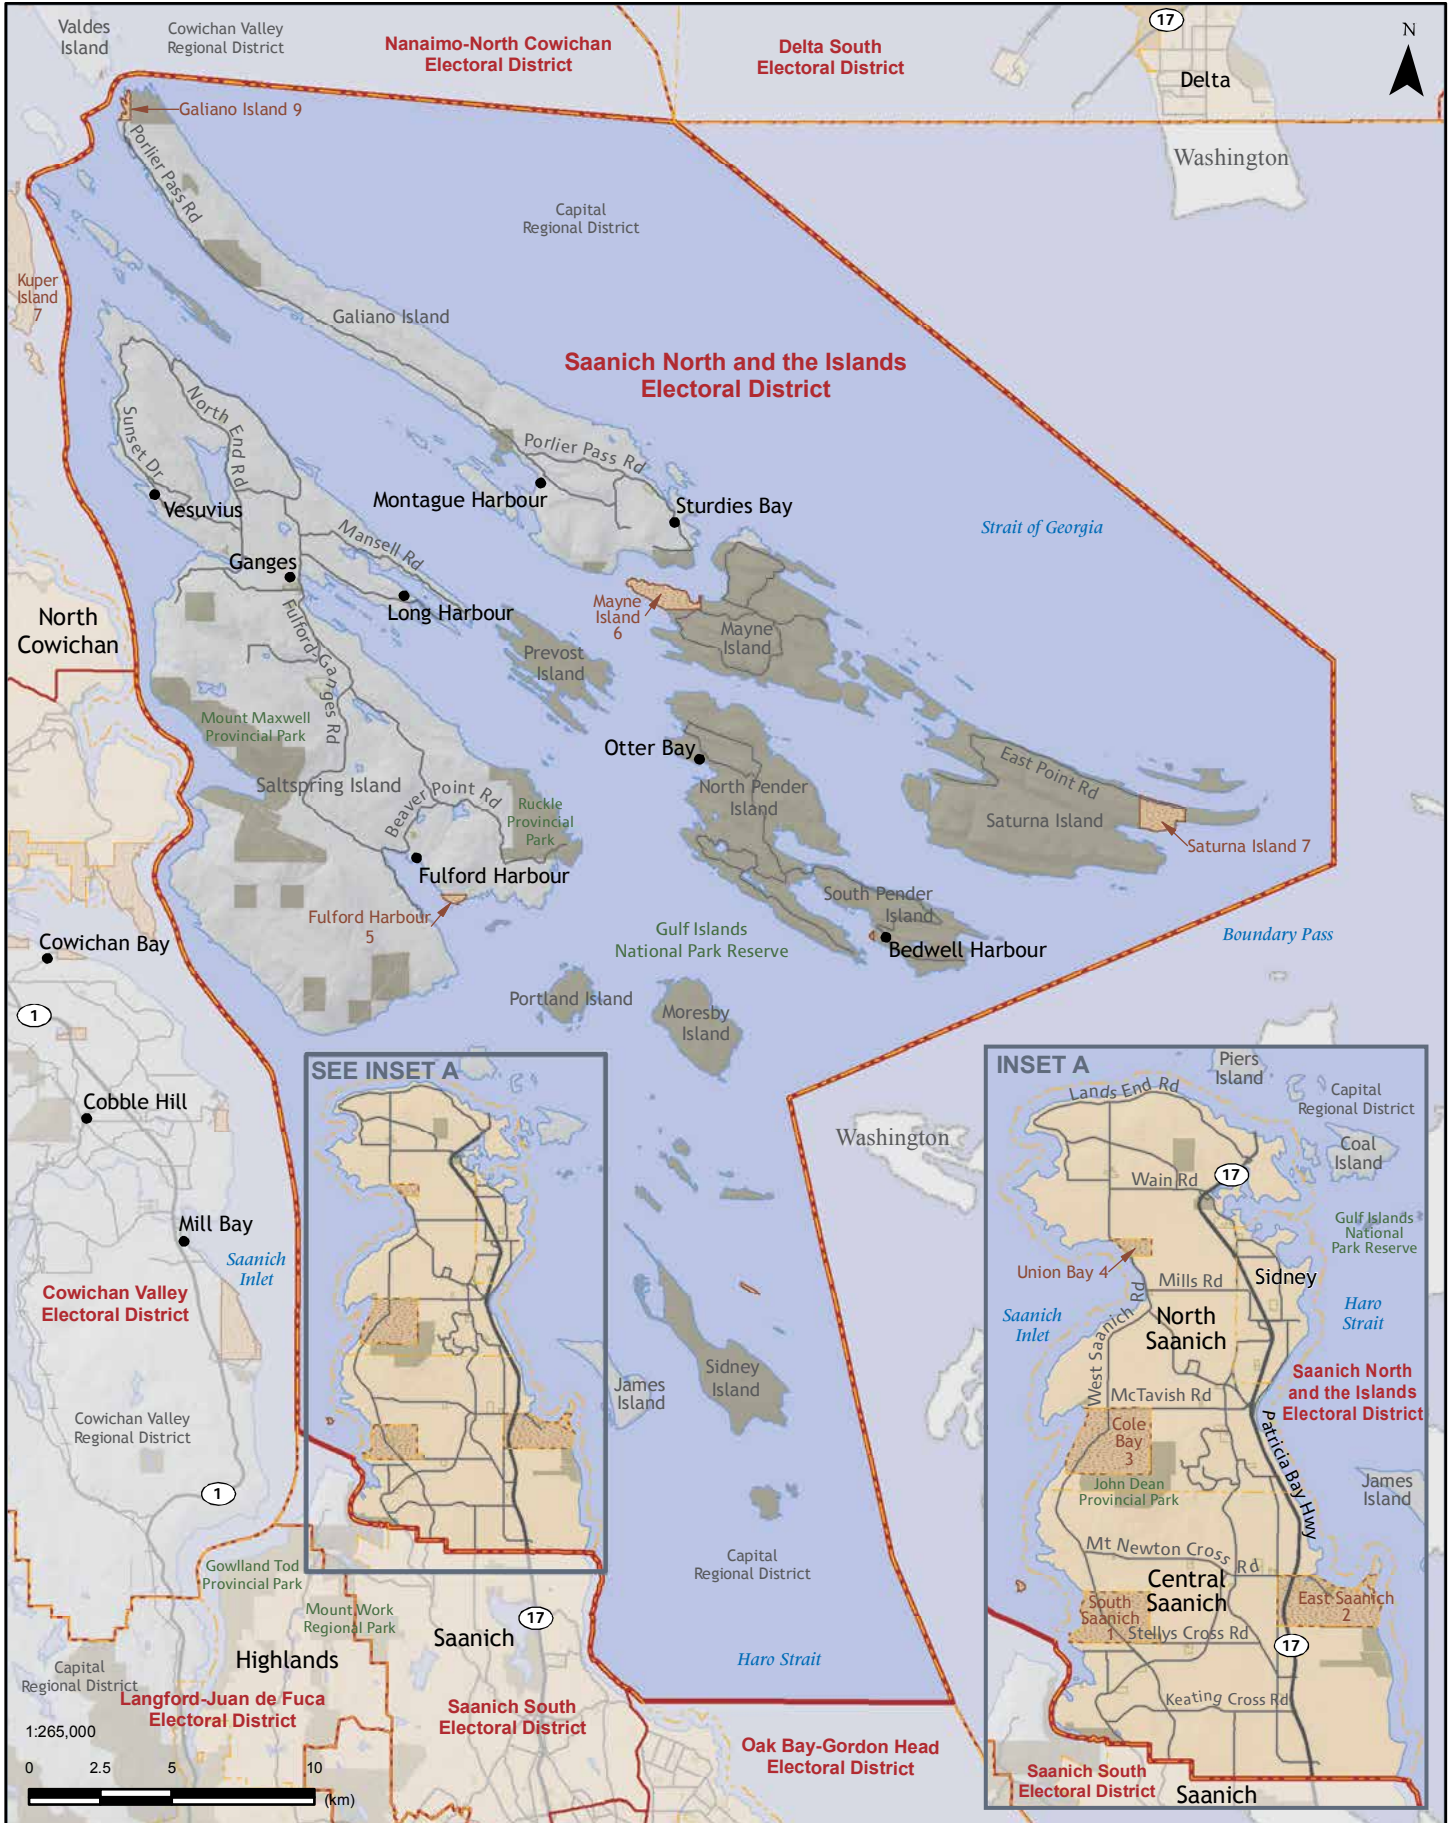 Valdes
Island
Cowichan Valley
Regional District
Nanaimo-North Cowichan
Electoral District
Delta South
Electoral District
17
Delta
N
Washington
Galiano Island 9
Porlier Pass Rd
Capital
Regional District
Kuper
Island
7
Galiano Island
Saanich North and the Islands
Electoral District
North End Rd
Sunset Dr
Porlier Pass Rd
Vesuvius
Montague Harbour
Sturdies Bay
Strait of Georgia
Mansell Rd
Ganges
Long Harbour
Mayne
Island
6
North
Cowichan
Fulford-Ganges Rd
Mayne
Island
Prevost
Island
Mount Maxwell
Provincial Park
Otter Bay
East Point Rd
Saltspring Island
Beaver Point Rd
Ruckle
Provincial
Park
North Pender
Island
Saturna Island
Saturna Island 7
Fulford Harbour
South Pender
Island
Fulford Harbour
5
Gulf Islands
National Park Reserve
Bedwell Harbour
Boundary Pass
Cowichan Bay
1
Portland Island
Moresby
Island
SEE INSET A
Cobble Hill
Washington
Mill Bay
Saanich
Inlet
Cowichan Valley
Electoral District
James
Island
Sidney
Island
Cowichan Valley
Regional District
1
Gowlland Tod
Provincial Park
Mount Work
Regional Park
17
Saanich
Capital
Regional District
Haro Strait
Highlands
Capital
Regional District
Langford-Juan de Fuca
Electoral District
Saanich South
Electoral District
Oak Bay-Gordon Head
Electoral District
1:265,000
0 2.5 5 10
(km)
INSET A
Piers
Island
Lands End Rd
Capital
Regional District
Coal
Island
Wain Rd
17
Gulf Islands
National
Park Reserve
Union Bay 4
Mills Rd
Sidney
Saanich
Inlet
West Saanich Rd
North
Saanich
Haro
Strait
Saanich North
and the Islands
Electoral District
McTavish Rd
Cole
Bay
3
Patricia Bay Hwy
John Dean
Provincial Park
James
Island
Mt Newton Cross Rd
Central
Saanich
South
Saanich
1
East Saanich
2
Stellys Cross Rd
17
Keating Cross Rd
Saanich South
Electoral District
Saanich